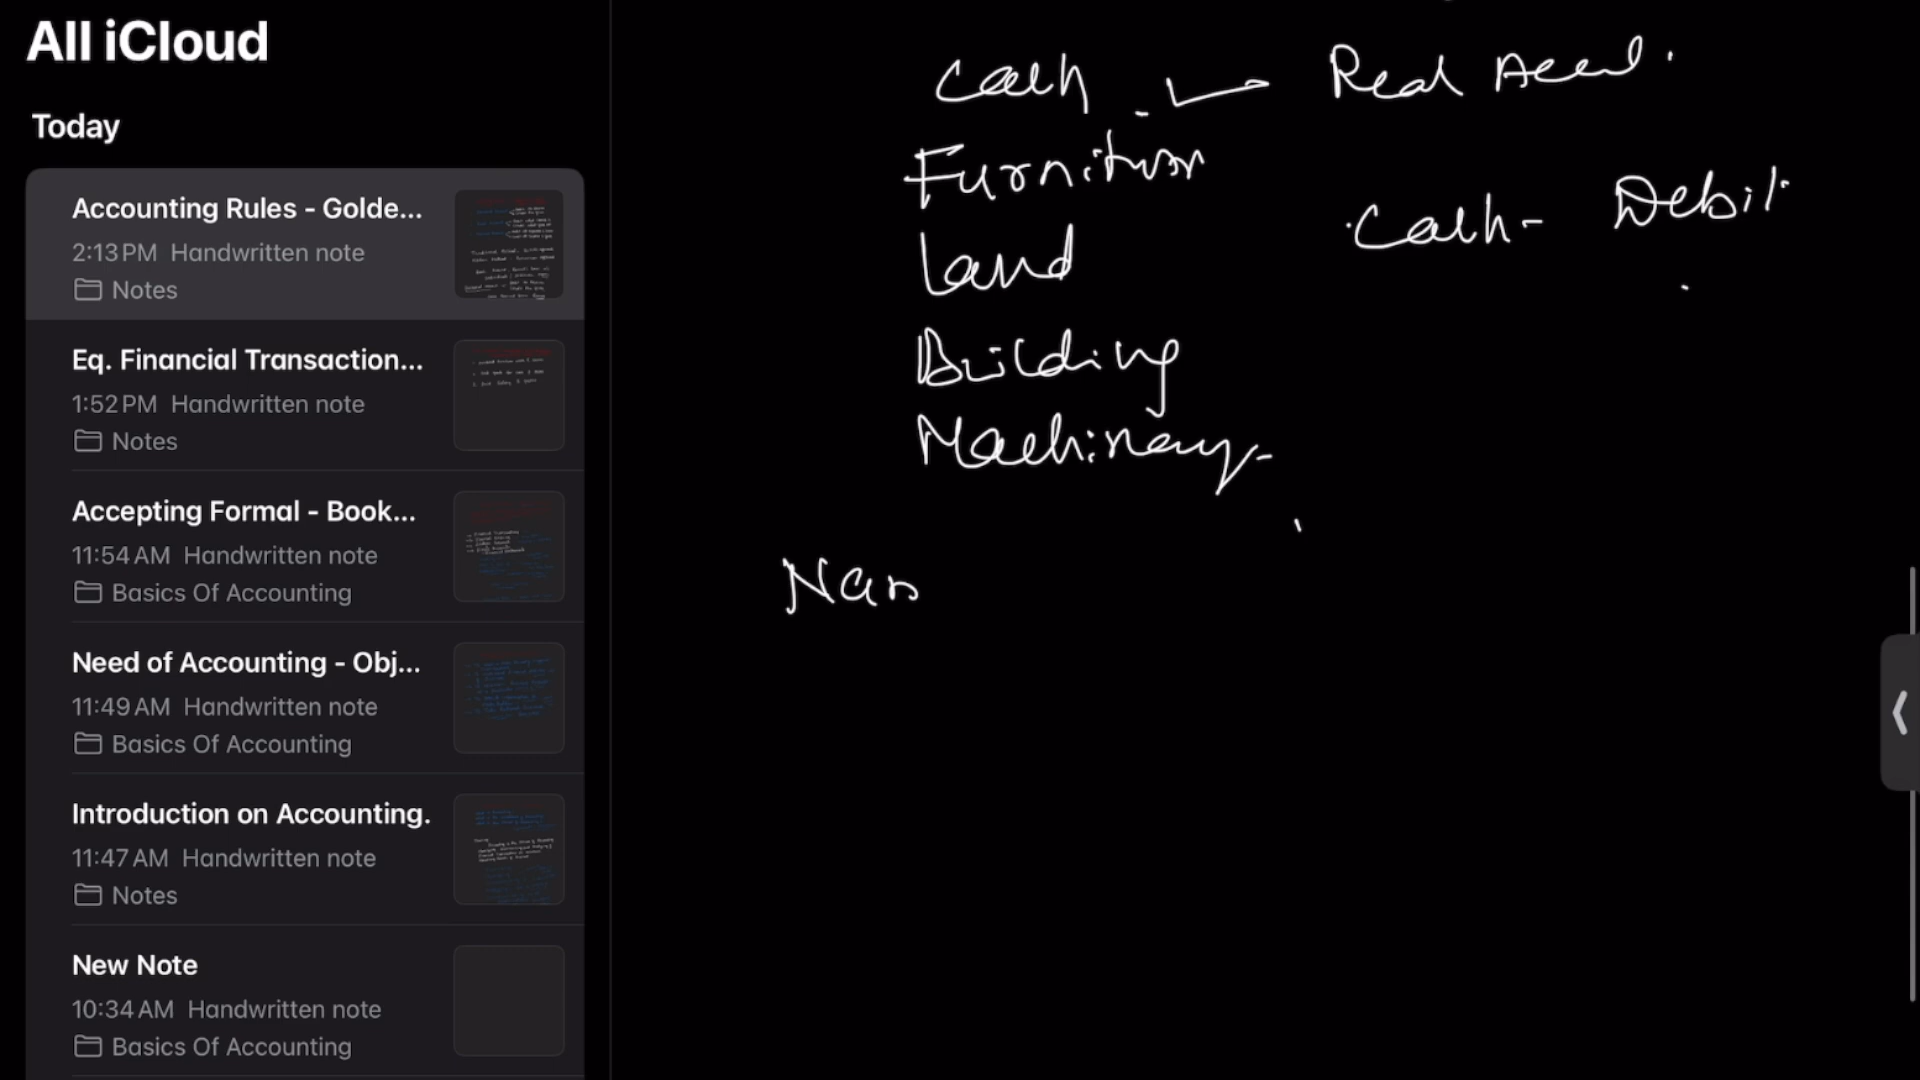 All iCloud
Today
Accounting Rules - Golde...
2:13 PM Handwritten note
Notes
Eq. Financial Transaction...
1:52 PM Handwritten note
Notes
Accepting Formal - Book...
11:54 AM Handwritten note
Basics Of Accounting
Need of Accounting - Obj...
11:49 AM Handwritten note
Basics Of Accounting
Introduction on Accounting.
11:47 AM Handwritten note
Notes
New Note
10:34 AM Handwritten note
Basics Of Accounting
Cash. Real
Furniture
Cash - Debit
Land
Building
Machinery-